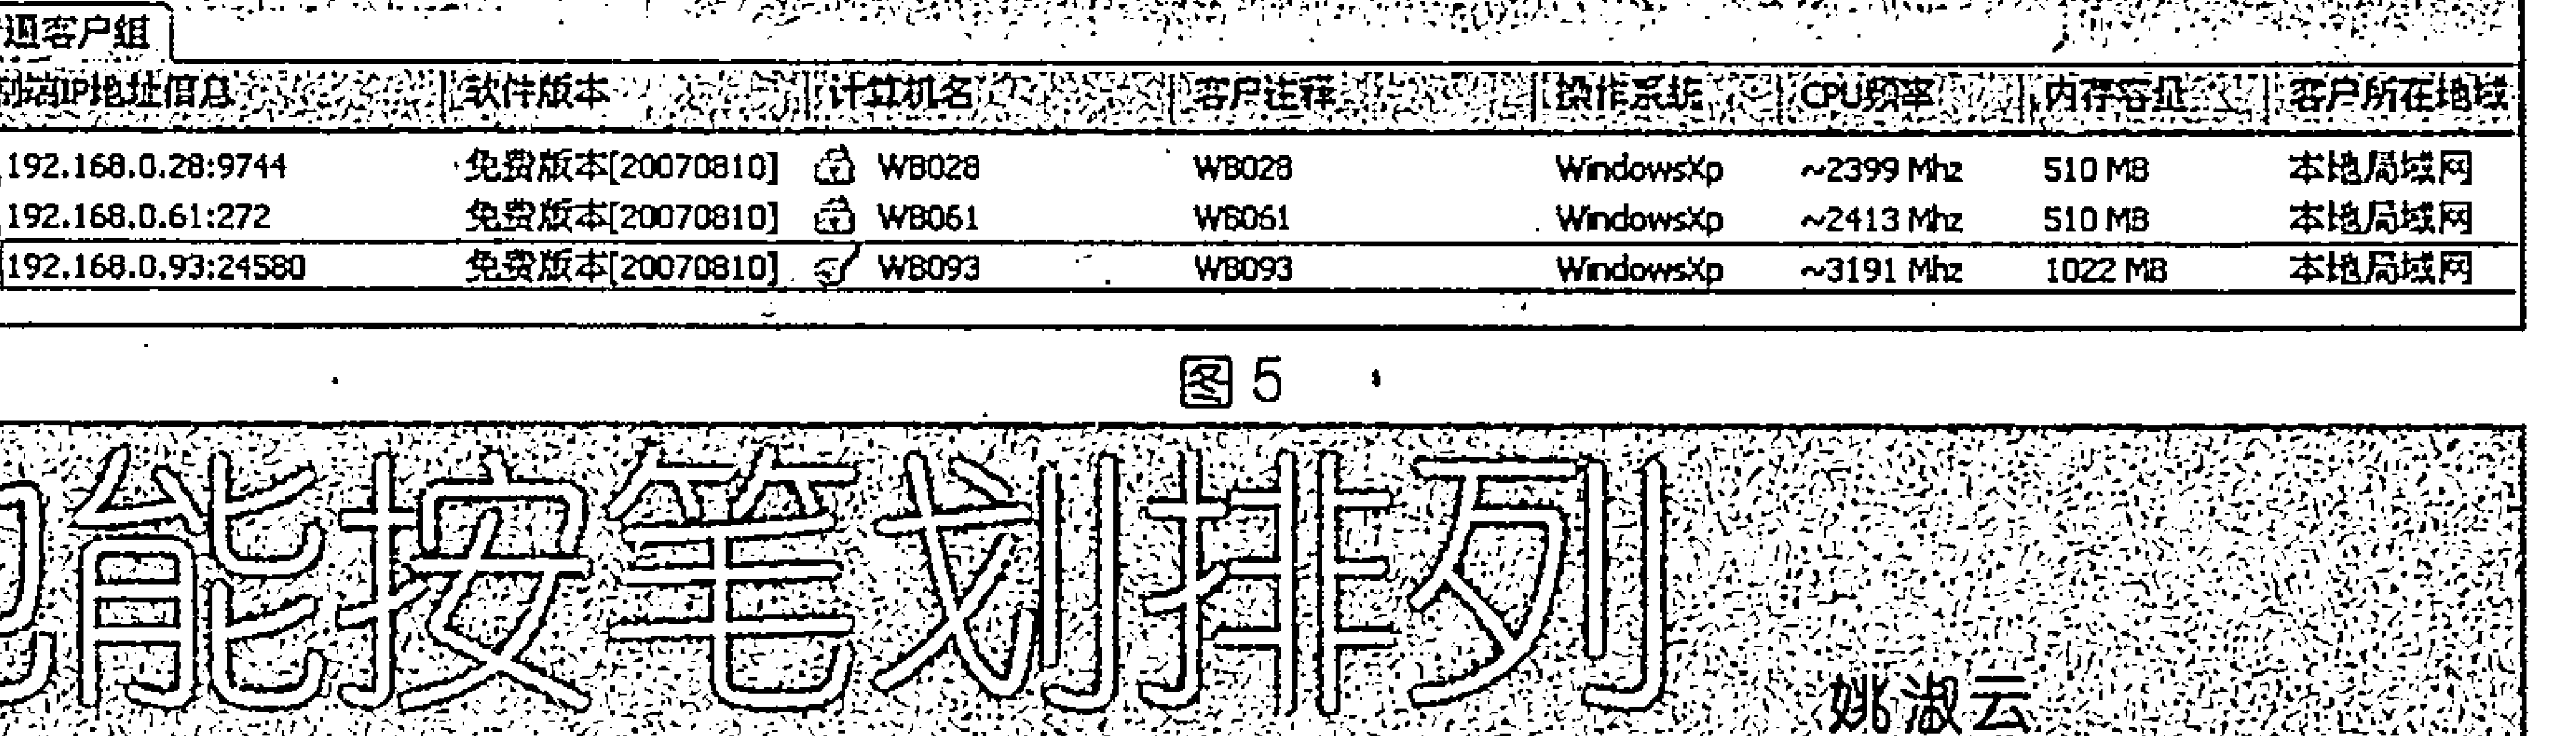 通客户组
制端IP地址信息 软件版本 计算机名 客户注释 操作系统 CPU频率 内存容量 客户所在地域
192.168.0.28:9744 免费版本[20070810] WB028 WB028 WindowsXp ~2399 Mhz 510 MB 本地局域网
192.168.0.61:272 免费版本[20070810] WB061 WB061 WindowsXp ~2413 Mhz 510 MB 本地局域网
192.168.0.93:24580 免费版本[20070810] WB093 WB093 WindowsXp ~3191 Mhz 1022 MB 本地局域网
图5
能按笔划排列
姚淑云